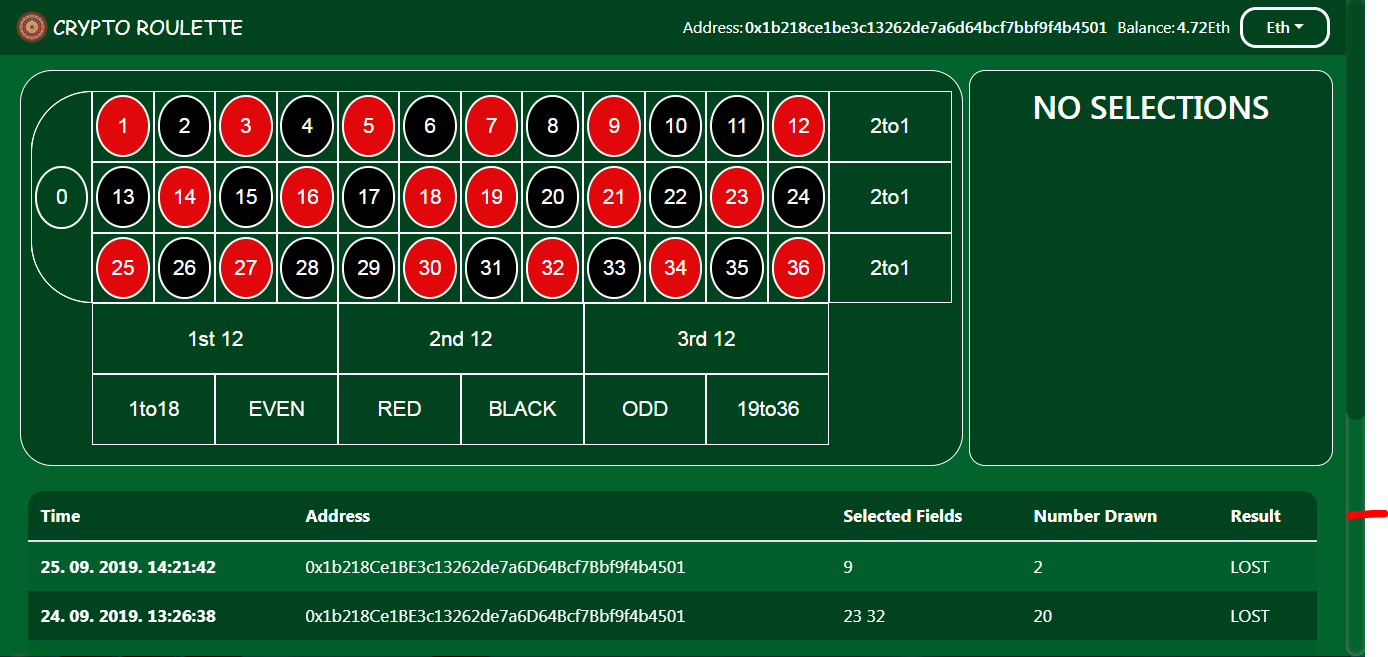 CRYPTO ROULETTE Address: 0x1b218ce1be3c13262de7a6d64bcf7bbf9f4b4501 Balance: 4.72Eth Eth
NO SELECTIONS
1 2 3 4 5 6 7 8 9 10 11 12 2to1
0 13 14 15 16 17 18 19 20 21 22 23 24 2to1
25 26 27 28 29 30 31 32 33 34 35 36 2to1
1st 12 2nd 12 3rd 12
1to18 EVEN RED BLACK ODD 19to36
Time Address Selected Fields Number Drawn Result
25. 09. 2019. 14:21:42 0x1b218Ce1BE3c13262de7a6D64Bcf7Bbf9f4b4501 9 2 LOST
24. 09. 2019. 13:26:38 0x1b218Ce1BE3c13262de7a6D64Bcf7Bbf9f4b4501 23 32 20 LOST